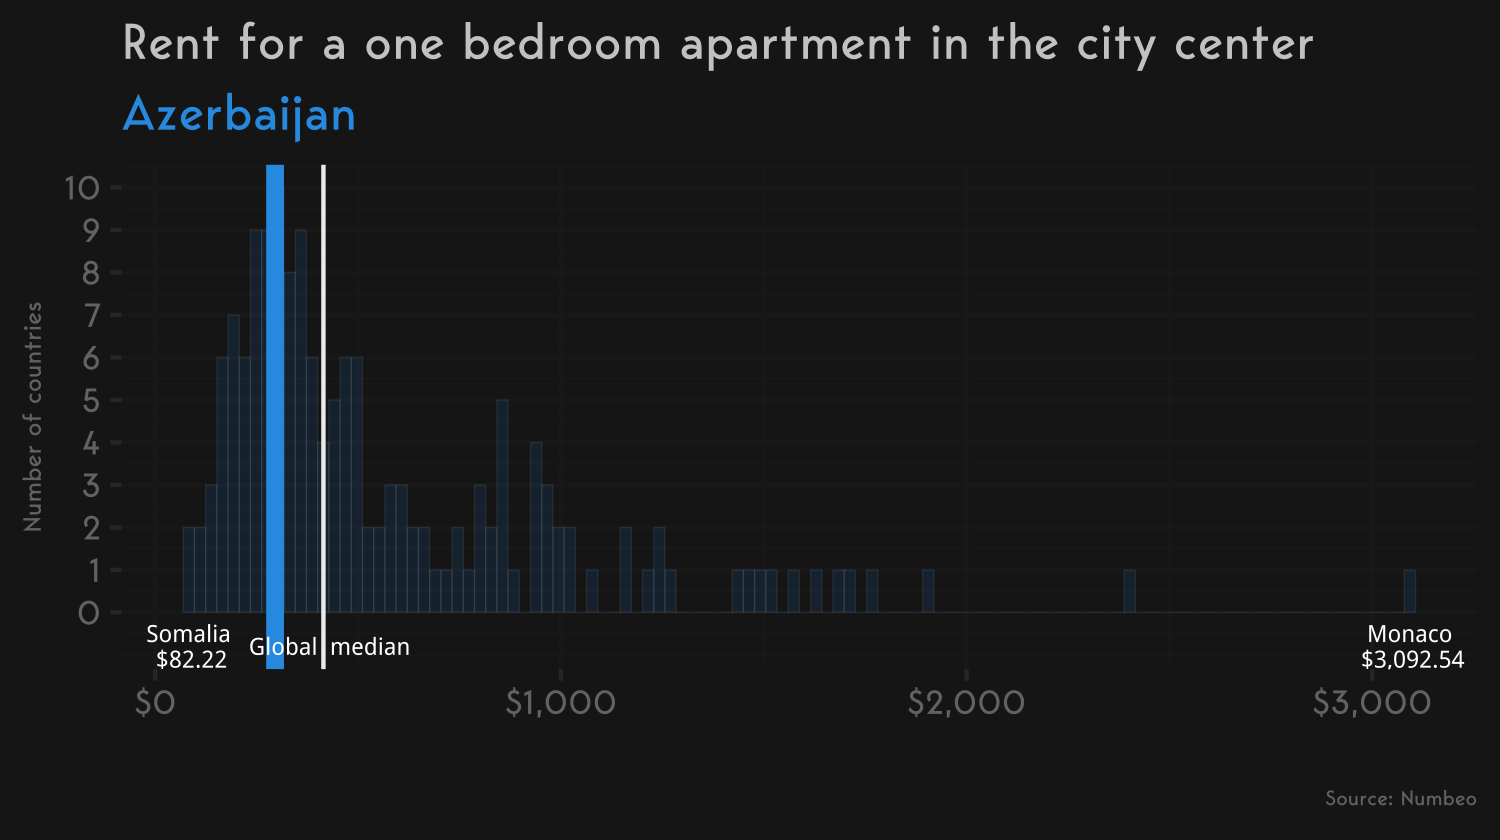 Rent for a one bedroom apartment in the city center
Azerbaijan
Number of countries
10
9
8
7
6
5
4
3
2
1
0
Somalia
$82.22
Global median
Monaco
$3,092.54
$0 $1,000 $2,000 $3,000
Source: Numbeo